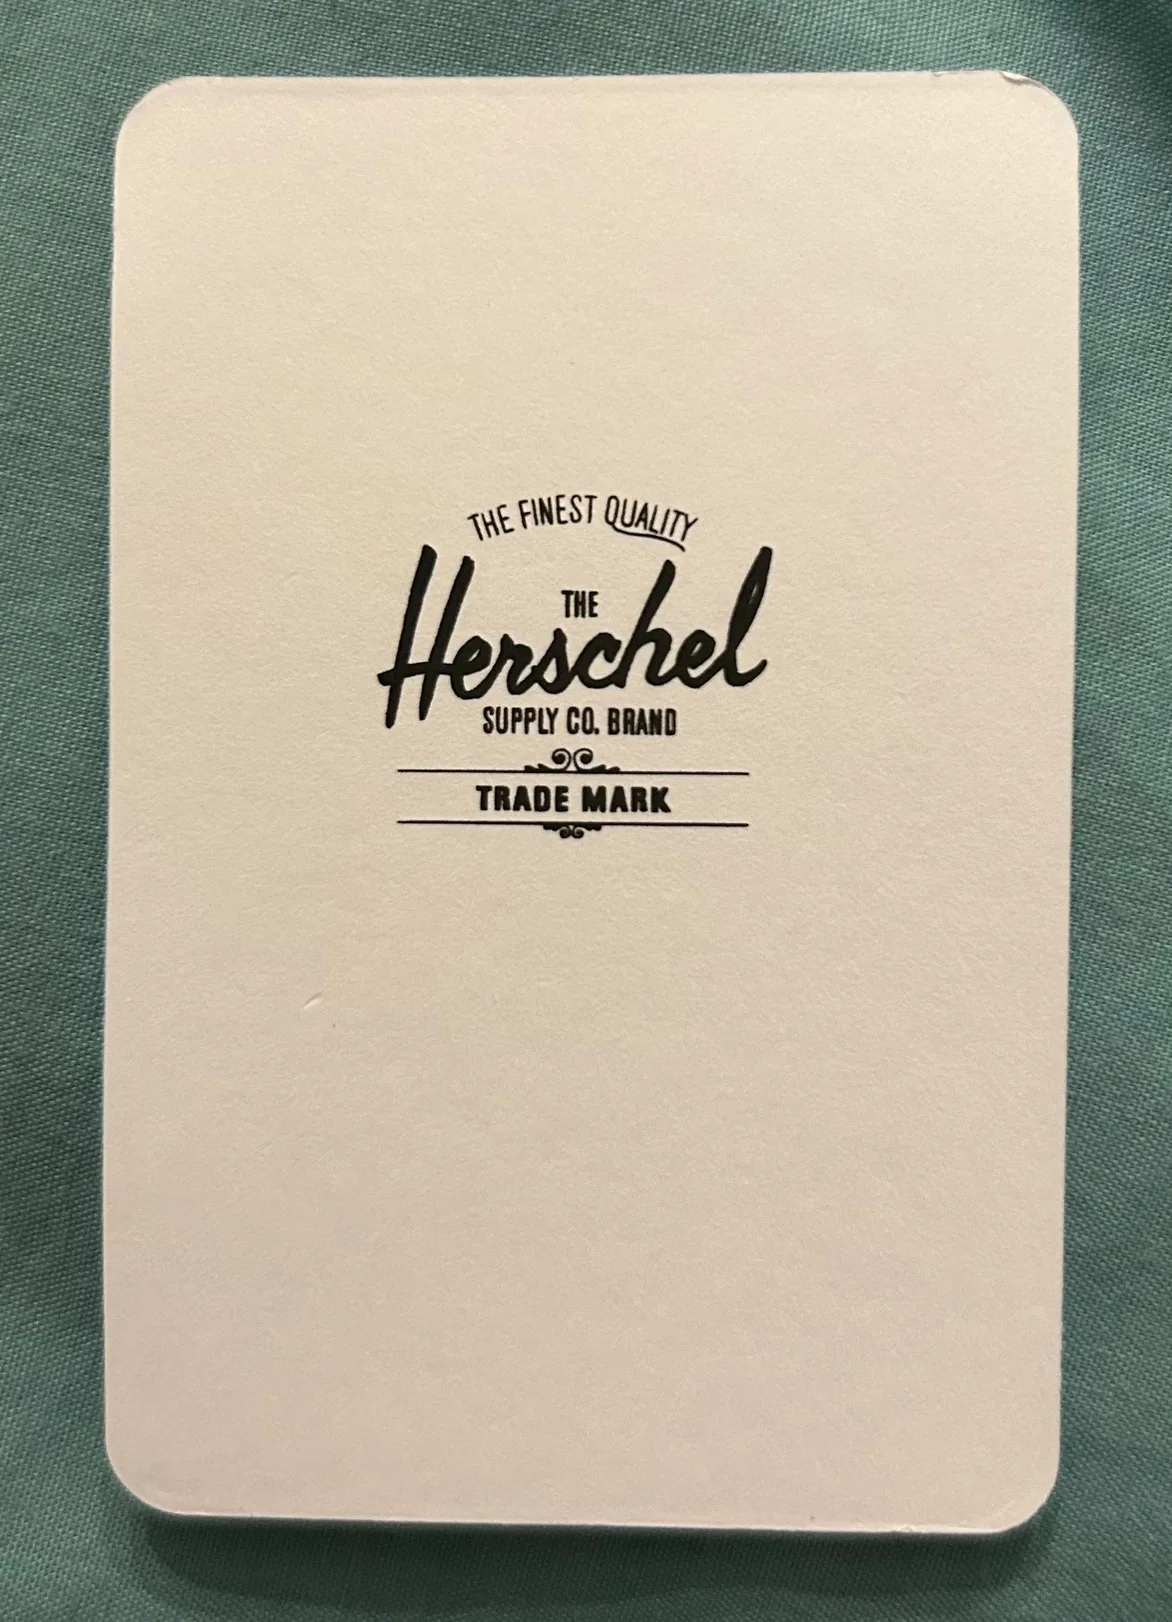 THE FINEST QUALITY
THE
Herschel
SUPPLY CO. BRAND
TRADE MARK